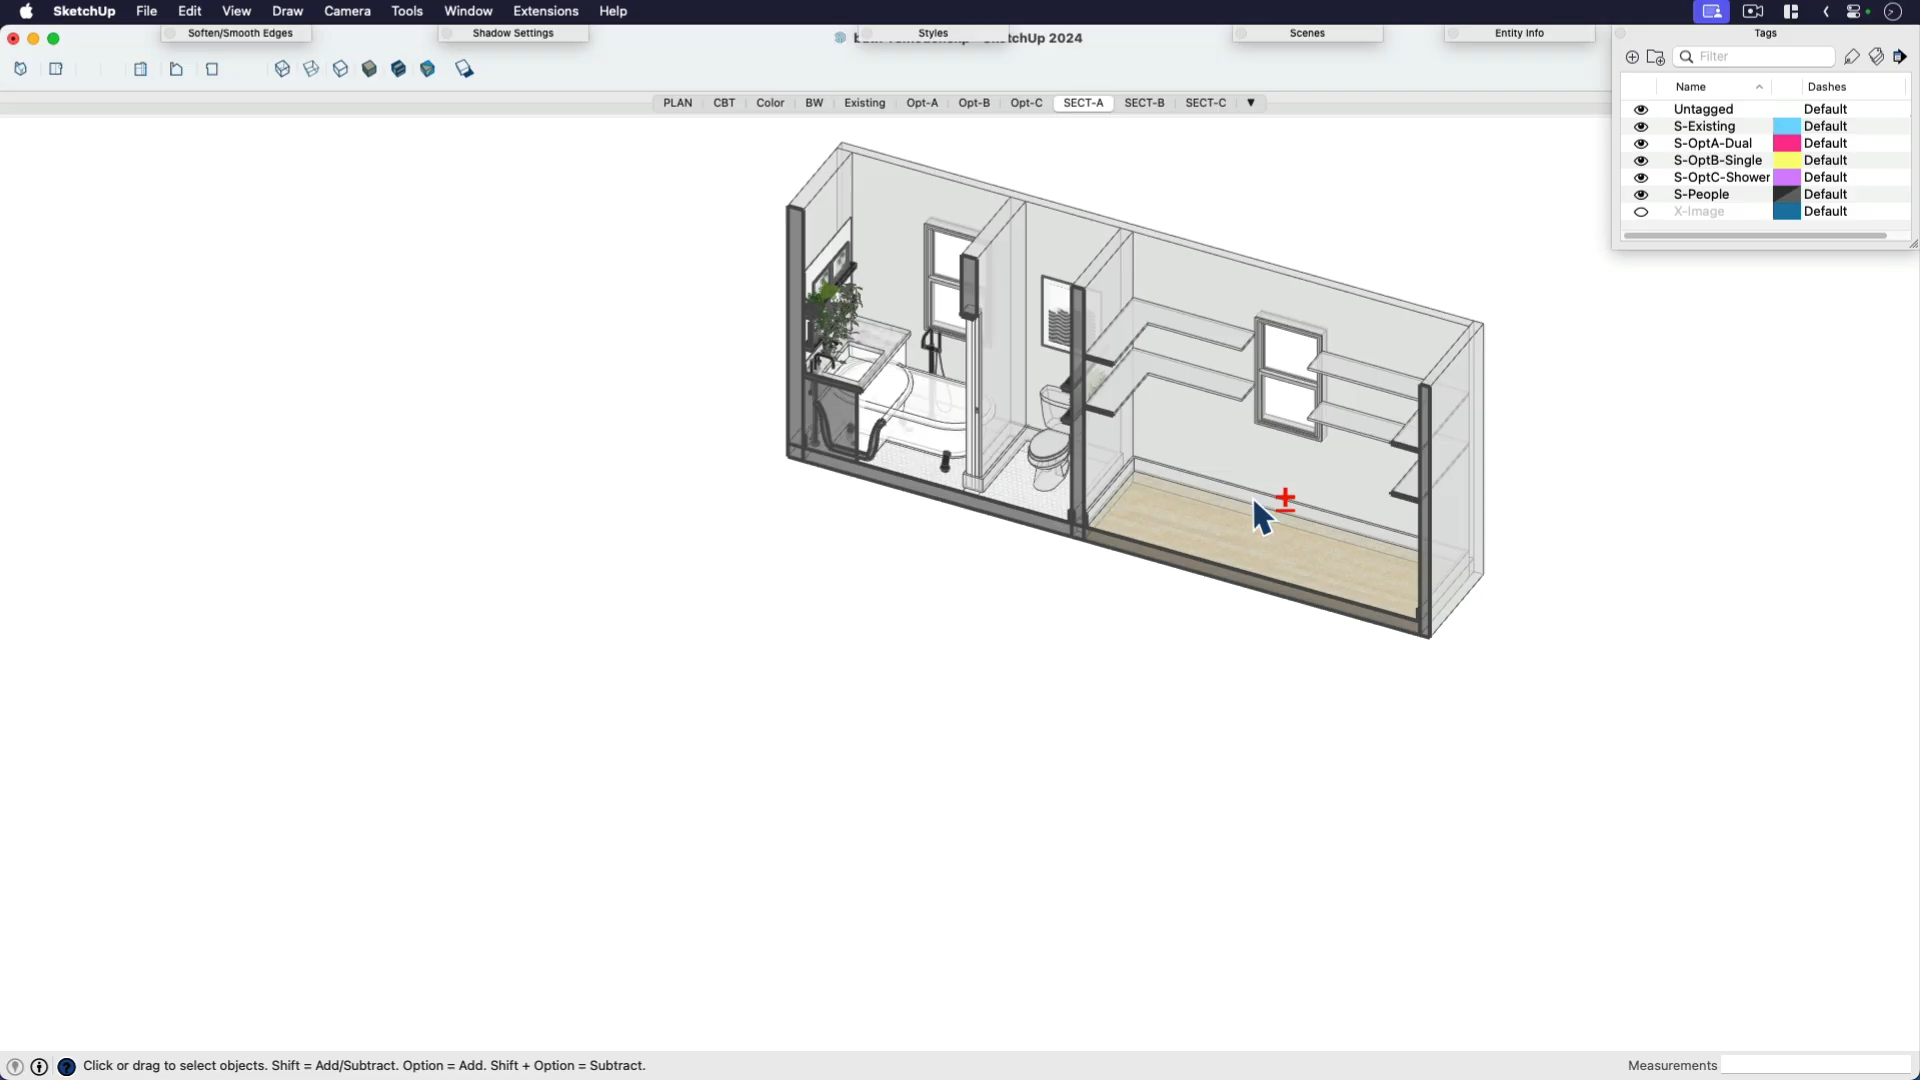 SketchUp File Edit View Draw Camera Tools Window Extensions Help
Soften/Smooth Edges Shadow Settings Styles Scenes Entity Info Tags
SketchUp 2024
Filter
PLAN CBT Color BW Existing Opt-A Opt-B Opt-C SECT-A SECT-B SECT-C
Name Dashes
Untagged Default
S-Existing Default
S-OptA-Dual Default
S-OptB-Single Default
S-OptC-Shower Default
S-People Default
X-Image Default
Click or drag to select objects. Shift = Add/Subtract. Option = Add. Shift + Option = Subtract.
Measurements